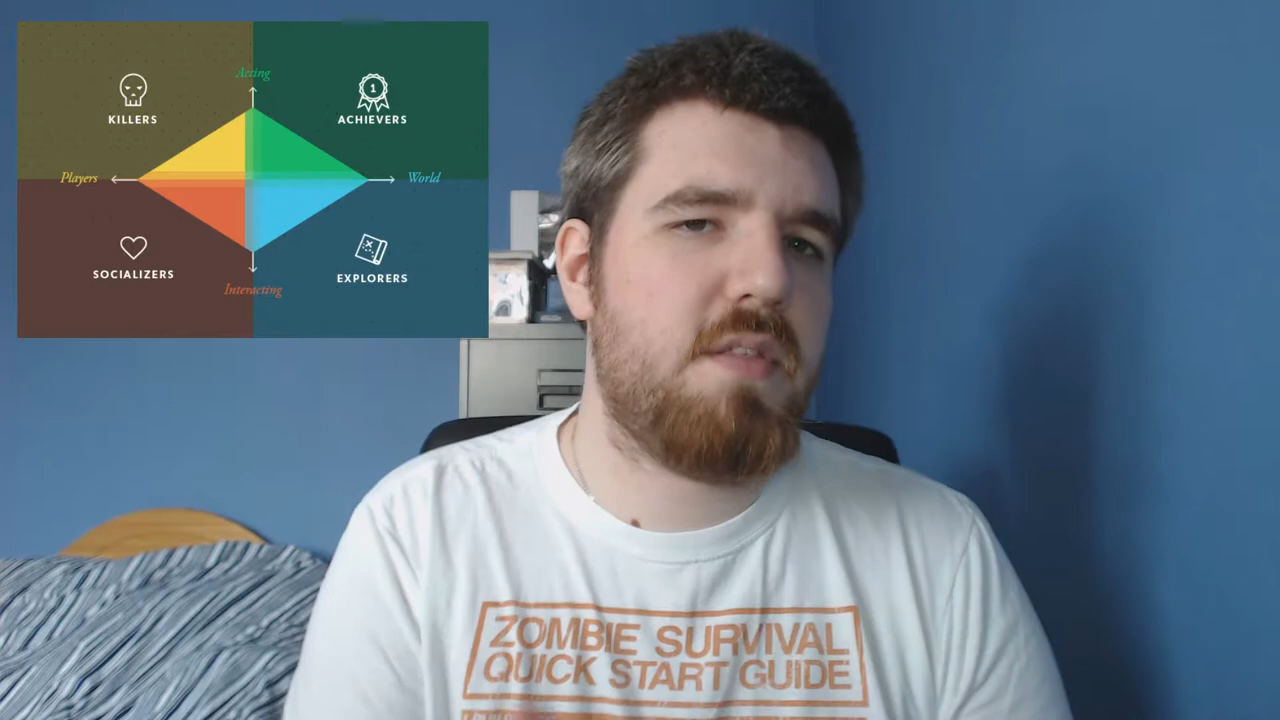 Acting
KILLERS
ACHIEVERS
1
Players
World
SOCIALIZERS
EXPLORERS
Interacting
ZOMBIE SURVIVAL
QUICK START GUIDE